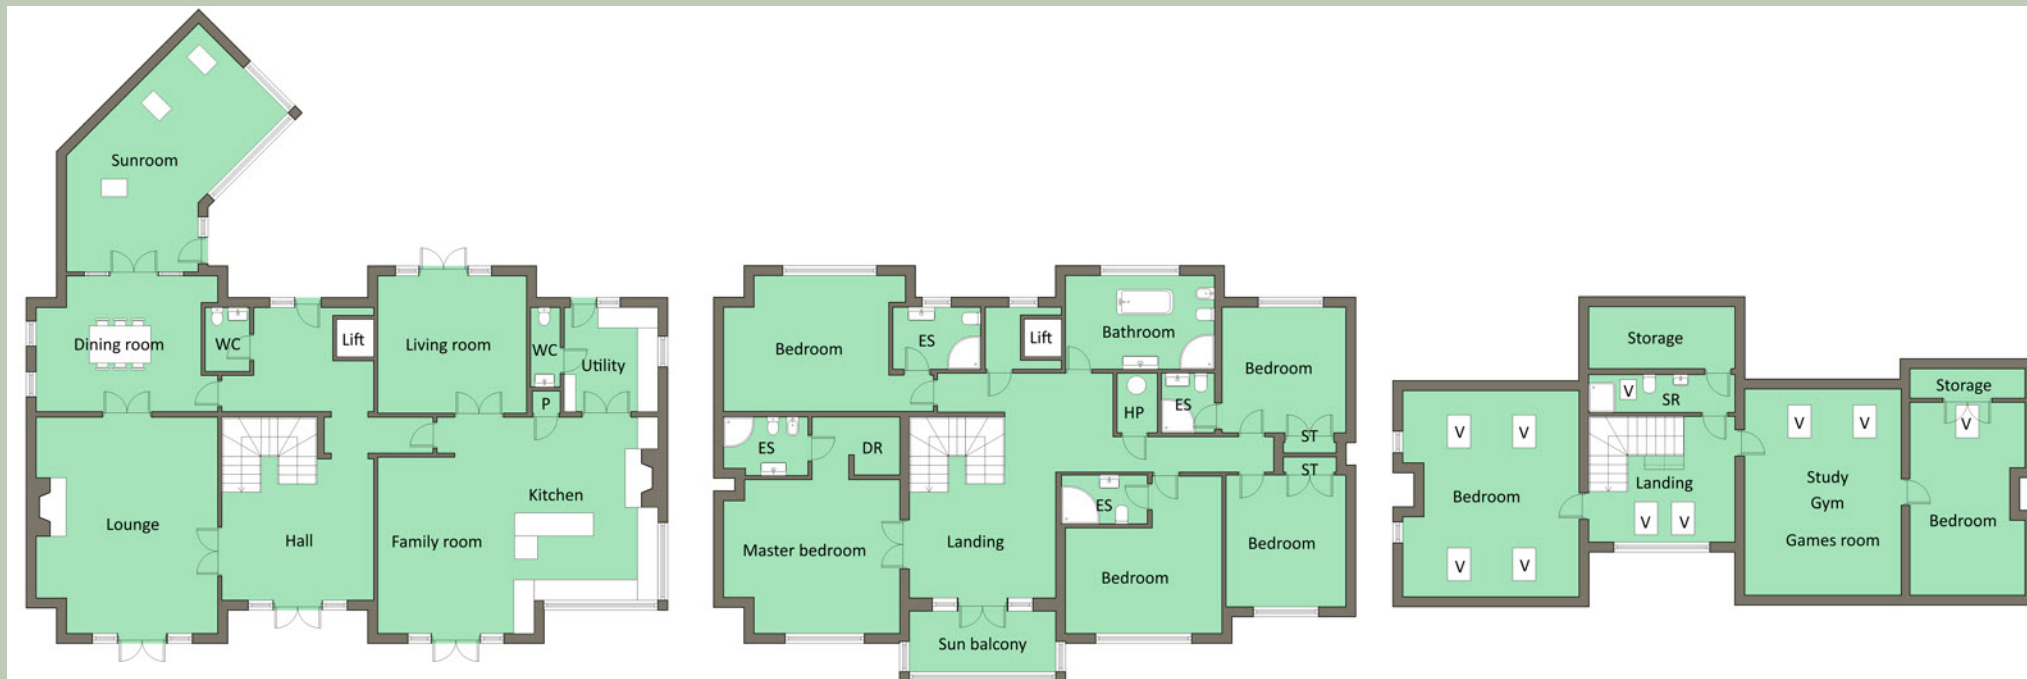 Sunroom
Dining room
WC
Lift
Living room
WC
Utility
P
Lounge
Hall
Family room
Kitchen
Bedroom
ES
Lift
Bathroom
Bedroom
HP
ES
ES
DR
ST
ST
Master bedroom
Landing
ES
Bedroom
Bedroom
Sun balcony
Storage
V
SR
Storage
V
V
V
V
V
Bedroom
Landing
Study
Gym
Games room
Bedroom
V
V
V
V